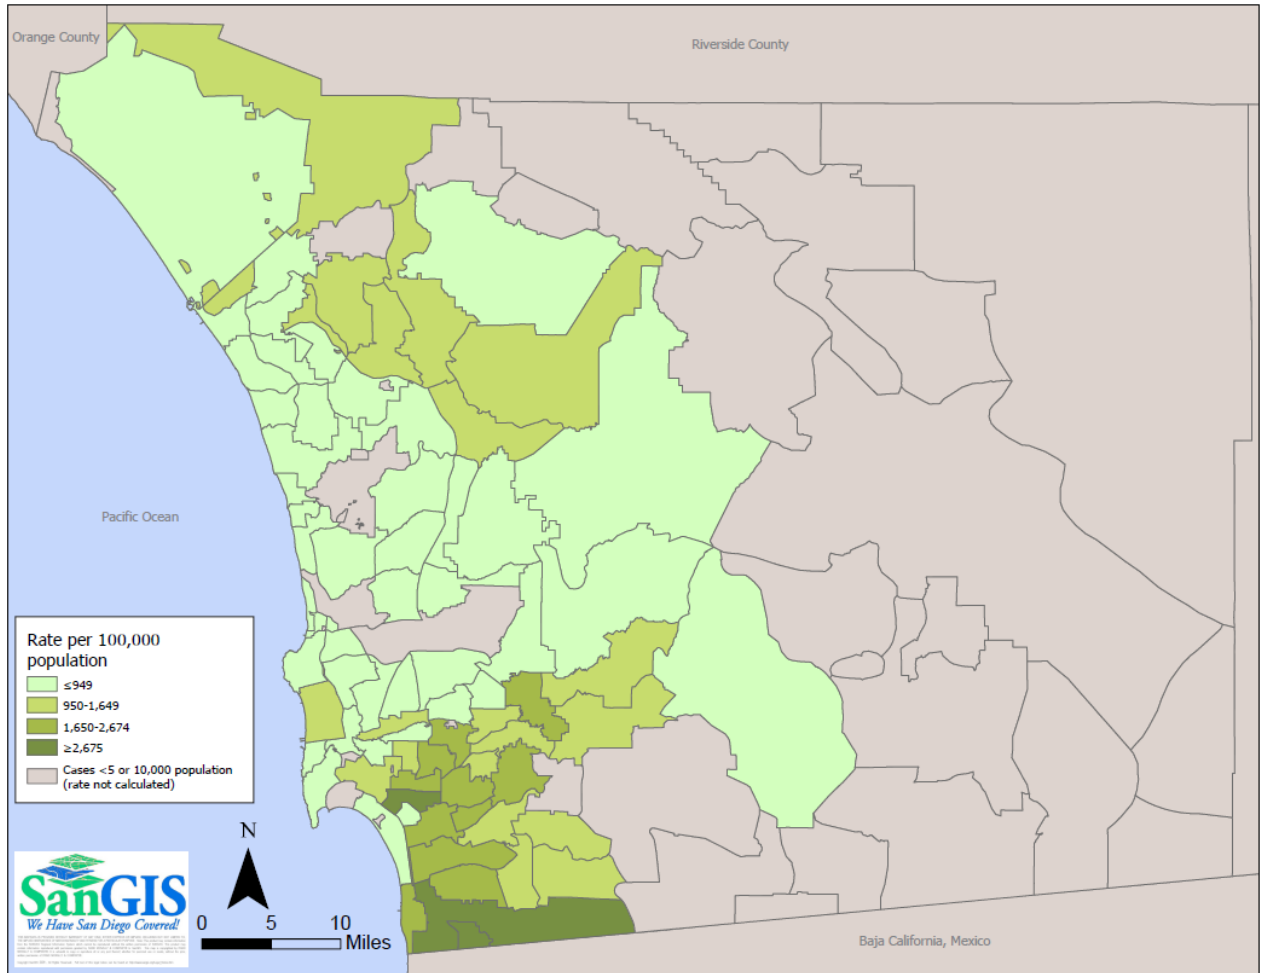 Orange County
Riverside County
Pacific Ocean
Rate per 100,000
population
≤949
950-1,649
1,650-2,674
≥2,675
Cases <5 or 10,000 population
(rate not calculated)
N
SanGIS
We Have San Diego Covered!
0 5 10
Miles
Baja California, Mexico